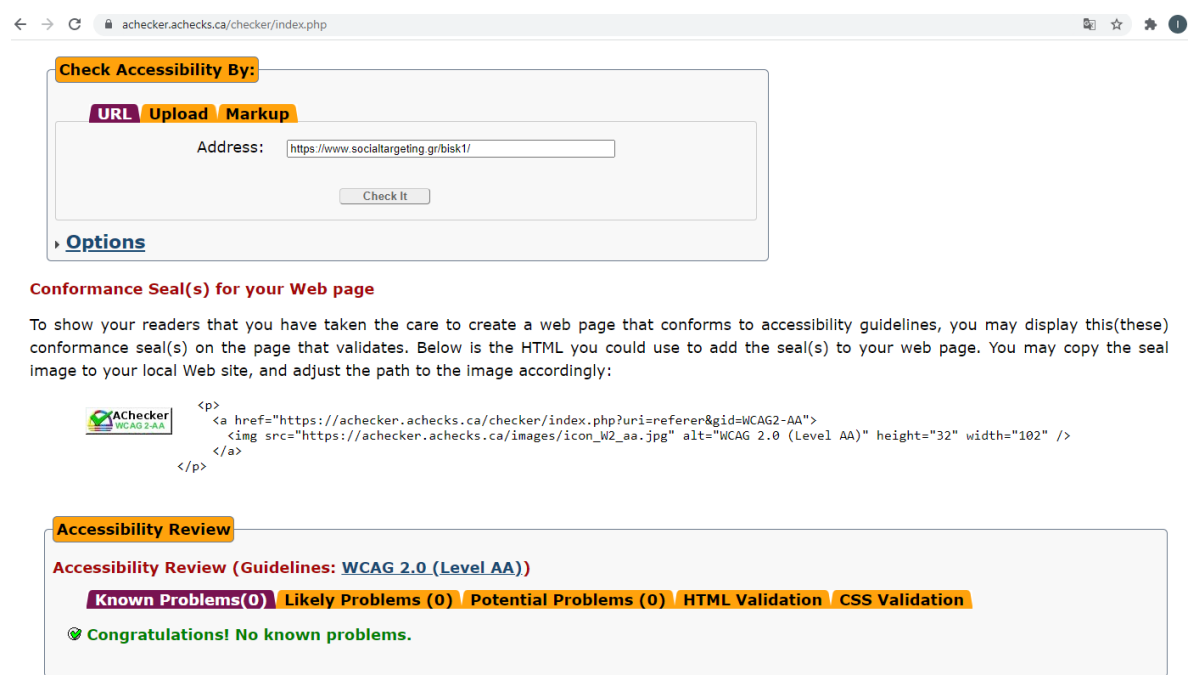 achecker.achecks.ca/checker/index.php
I
Check Accessibility By:
URL Upload Markup
Address: https://www.socialtargeting.gr/bisk1/
Check It
Options
Conformance Seal(s) for your Web page
To show your readers that you have taken the care to create a web page that conforms to accessibility guidelines, you may display this(these)
conformance seal(s) on the page that validates. Below is the HTML you could use to add the seal(s) to your web page. You may copy the seal
image to your local Web site, and adjust the path to the image accordingly:
AChecker
WCAG 2-AA
<p>
<a href="https://achecker.achecks.ca/checker/index.php?uri=referer&gid=WCAG2-AA">
<img src="https://achecker.achecks.ca/images/icon_W2_aa.jpg" alt="WCAG 2.0 (Level AA)" height="32" width="102" />
</a>
</p>
Accessibility Review
Accessibility Review (Guidelines: WCAG 2.0 (Level AA))
Known Problems(0) Likely Problems (0) Potential Problems (0) HTML Validation CSS Validation
Congratulations! No known problems.